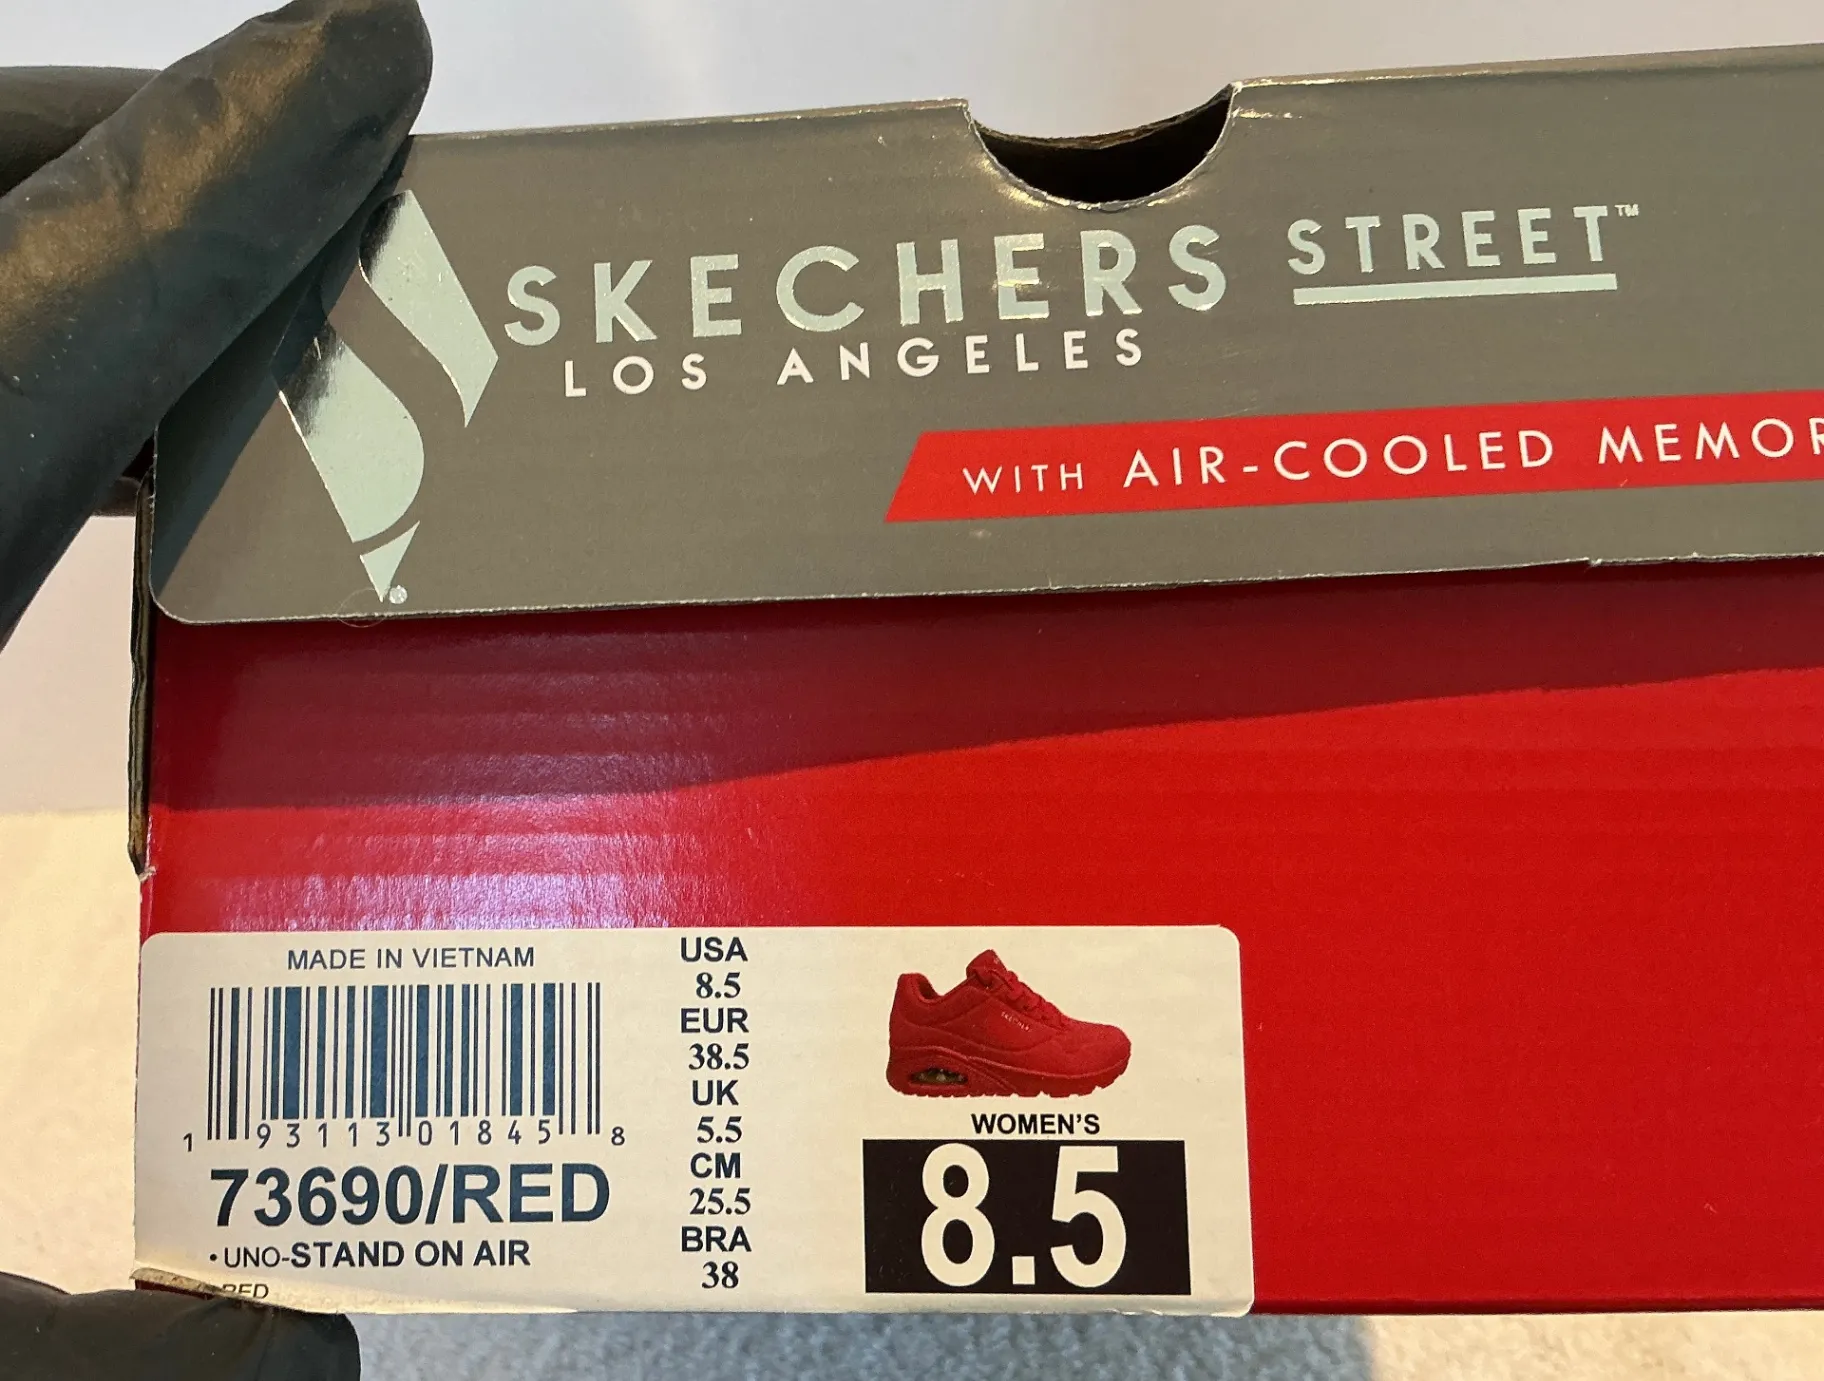 SKECHERS STREET™
LOS ANGELES
WITH AIR-COOLED
MADE IN VIETNAM
1 93113 01845 8
73690/RED
• UNO-STAND ON AIR
RED
USA
8.5
EUR
38.5
UK
5.5
CM
25.5
BRA
38
WOMEN'S
8.5